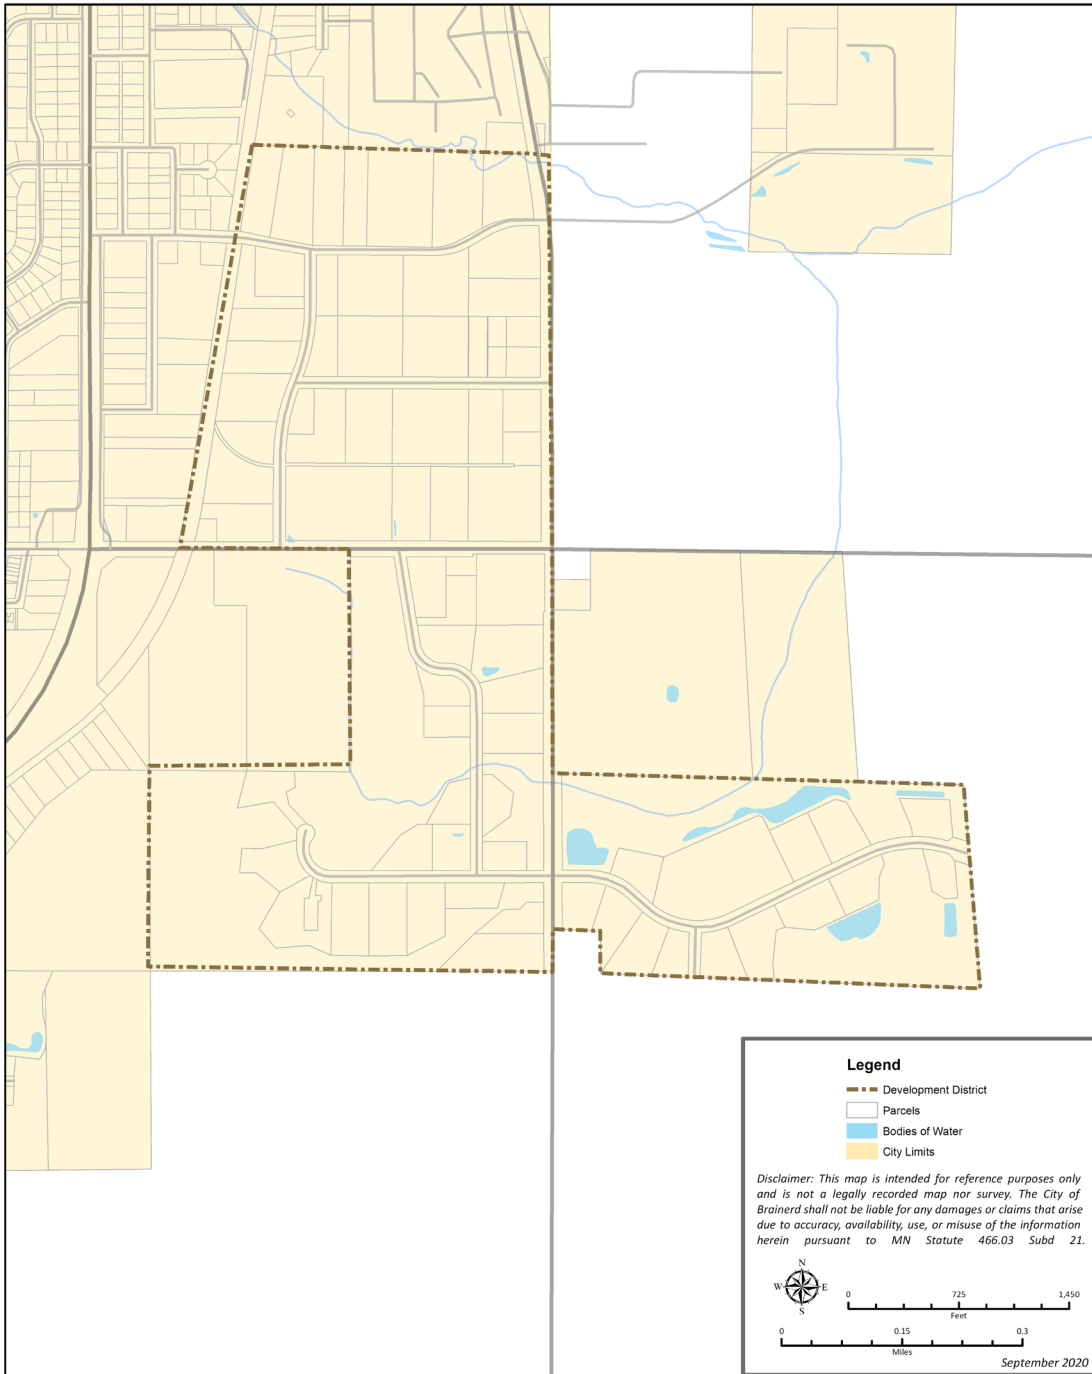 Legend
Development District
Parcels
Bodies of Water
City Limits
Disclaimer: This map is intended for reference purposes only
and is not a legally recorded map nor survey. The City of
Brainerd shall not be liable for any damages or claims that arise
due to accuracy, availability, use, or misuse of the information
herein pursuant to MN Statute 466.03 Subd 21.
N
W E
S
0 725 1,450
Feet
0 0.15 0.3
Miles
September 2020